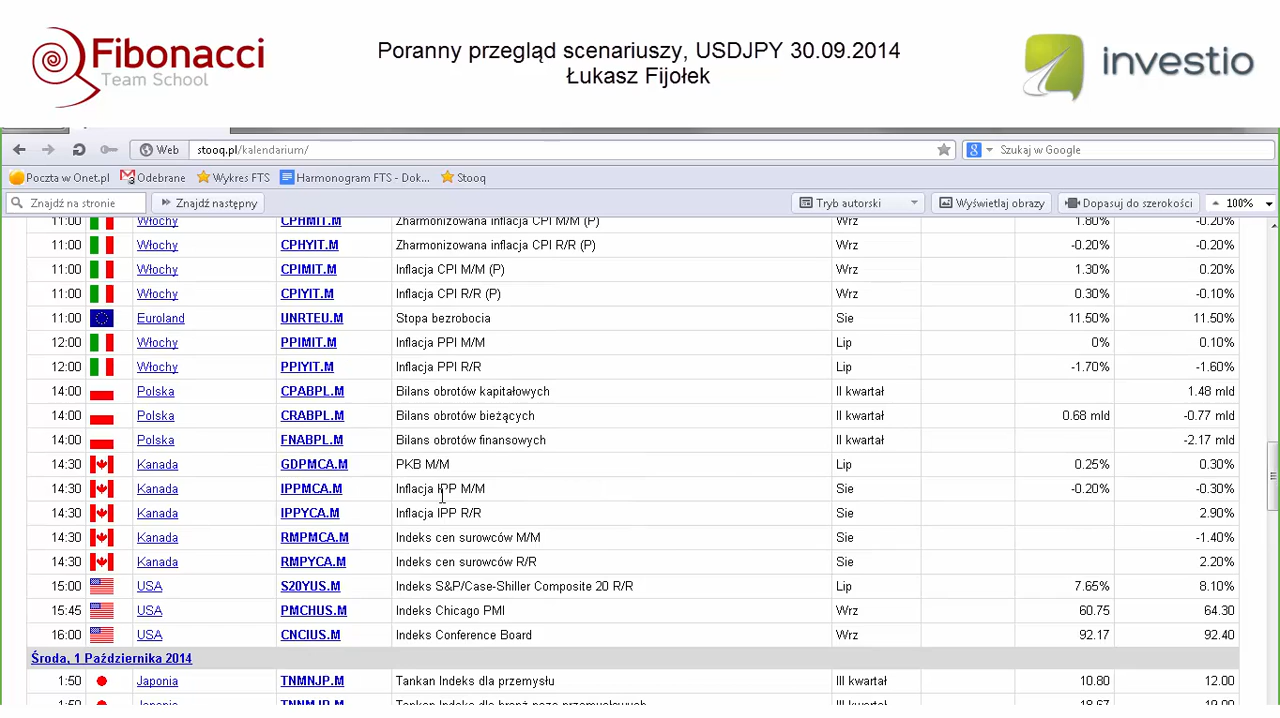 Fibonacci
Team School
Poranny przegląd scenariuszy, USDJPY 30.09.2014
Łukasz Fijołek
investio
Web stooq.pl/kalendarium/ Szukaj w Google
Poczta w Onet.pl Odebrane Wykres FTS Harmonogram FTS - Dok... Stooq
Znajdź na stronie Znajdź następny Tryb autorski Wyświetlaj obrazy Dopasuj do szerokości 100%
11:00 Włochy CPHMIT.M Zharmonizowana inflacja CPI M/M (P) Wrz 1.80% -0.20%
11:00 Włochy CPHYIT.M Zharmonizowana inflacja CPI R/R (P) Wrz -0.20% -0.20%
11:00 Włochy CPIMIT.M Inflacja CPI M/M (P) Wrz 1.30% 0.20%
11:00 Włochy CPIYIT.M Inflacja CPI R/R (P) Wrz 0.30% -0.10%
11:00 Euroland UNRTEU.M Stopa bezrobocia Sie 11.50% 11.50%
12:00 Włochy PPIMIT.M Inflacja PPI M/M Lip 0% 0.10%
12:00 Włochy PPIYIT.M Inflacja PPI R/R Lip -1.70% -1.60%
14:00 Polska CPABPL.M Bilans obrotów kapitałowych II kwartał 1.48 mld
14:00 Polska CRABPL.M Bilans obrotów bieżących II kwartał 0.68 mld -0.77 mld
14:00 Polska FNABPL.M Bilans obrotów finansowych II kwartał -2.17 mld
14:30 Kanada GDPMCA.M PKB M/M Lip 0.25% 0.30%
14:30 Kanada IPPMCA.M Inflacja IPP M/M Sie -0.20% -0.30%
14:30 Kanada IPPYCA.M Inflacja IPP R/R Sie 2.90%
14:30 Kanada RMPMCA.M Indeks cen surowców M/M Sie -1.40%
14:30 Kanada RMPYCA.M Indeks cen surowców R/R Sie 2.20%
15:00 USA S20YUS.M Indeks S&P/Case-Shiller Composite 20 R/R Lip 7.65% 8.10%
15:45 USA PMCHUS.M Indeks Chicago PMI Wrz 60.75 64.30
16:00 USA CNCIUS.M Indeks Conference Board Wrz 92.17 92.40
Środa, 1 Października 2014
1:50 Japonia TNMNJP.M Tankan Indeks dla przemysłu III kwartał 10.80 12.00